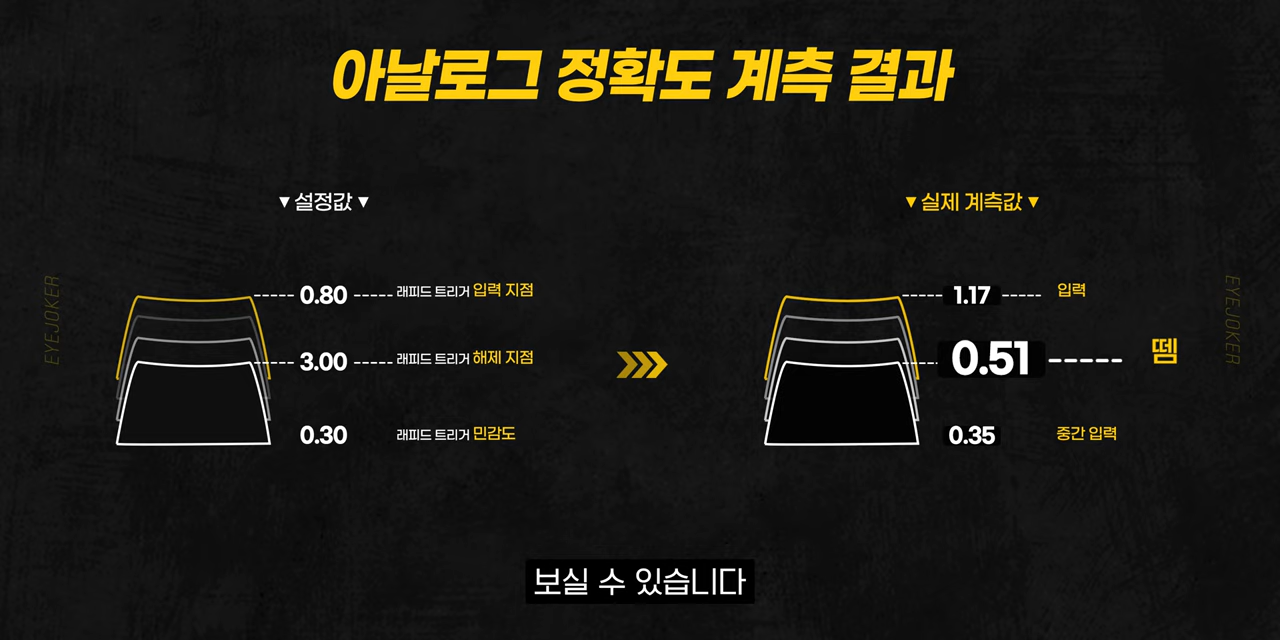 아날로그 정확도 계측 결과
▼ 설정값 ▼
0.80 래피드 트리거 입력 지점
3.00 래피드 트리거 해제 지점
0.30 래피드 트리거 민감도
▼ 실제 계측값 ▼
1.17 입력
0.51 뗌
0.35 중간 입력
EYEJOKER
EYEJOKER
보실 수 있습니다